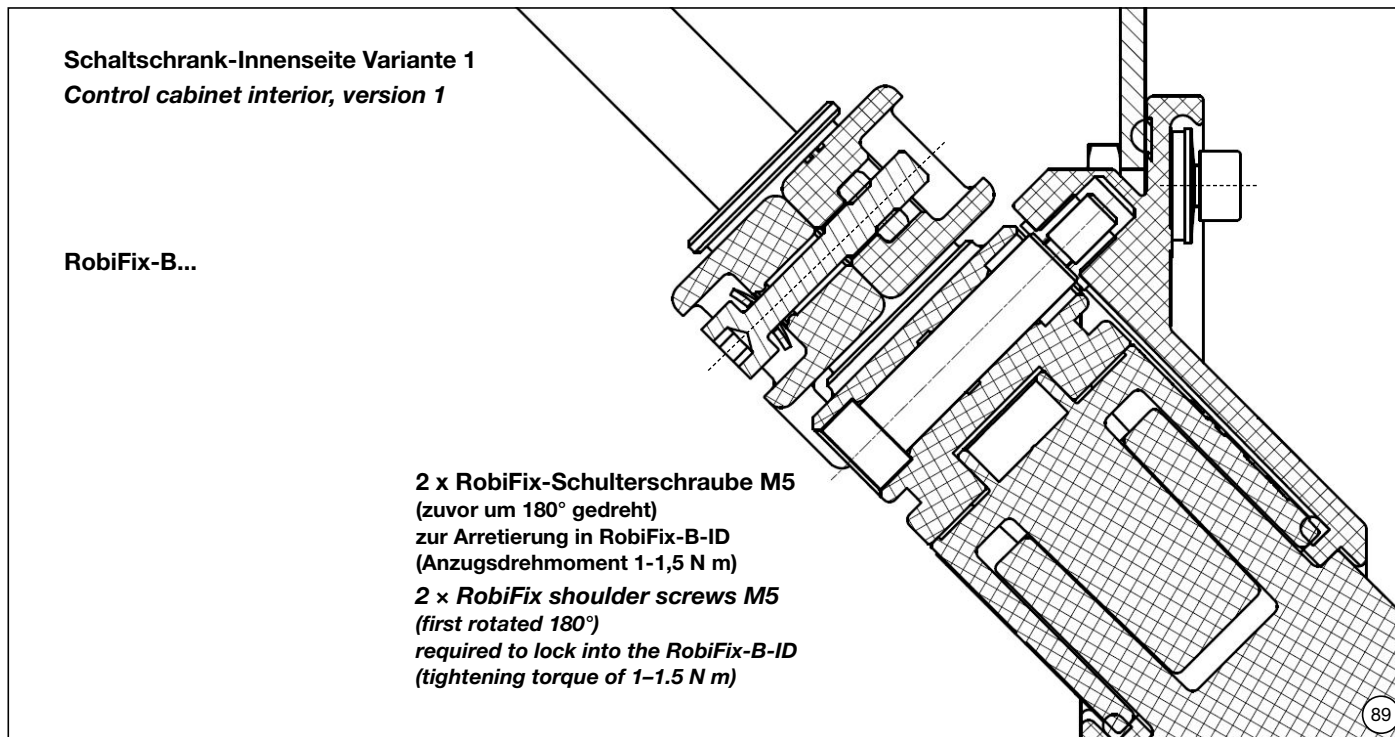 Schaltschrank-Innenseite Variante 1
Control cabinet interior, version 1
RobiFix-B...
2 x RobiFix-Schulterschraube M5
(zuvor um 180° gedreht)
zur Arretierung in RobiFix-B-ID
(Anzugsdrehmoment 1-1,5 N m)
2 × RobiFix shoulder screws M5
(first rotated 180°)
required to lock into the RobiFix-B-ID
(tightening torque of 1–1.5 N m)
89